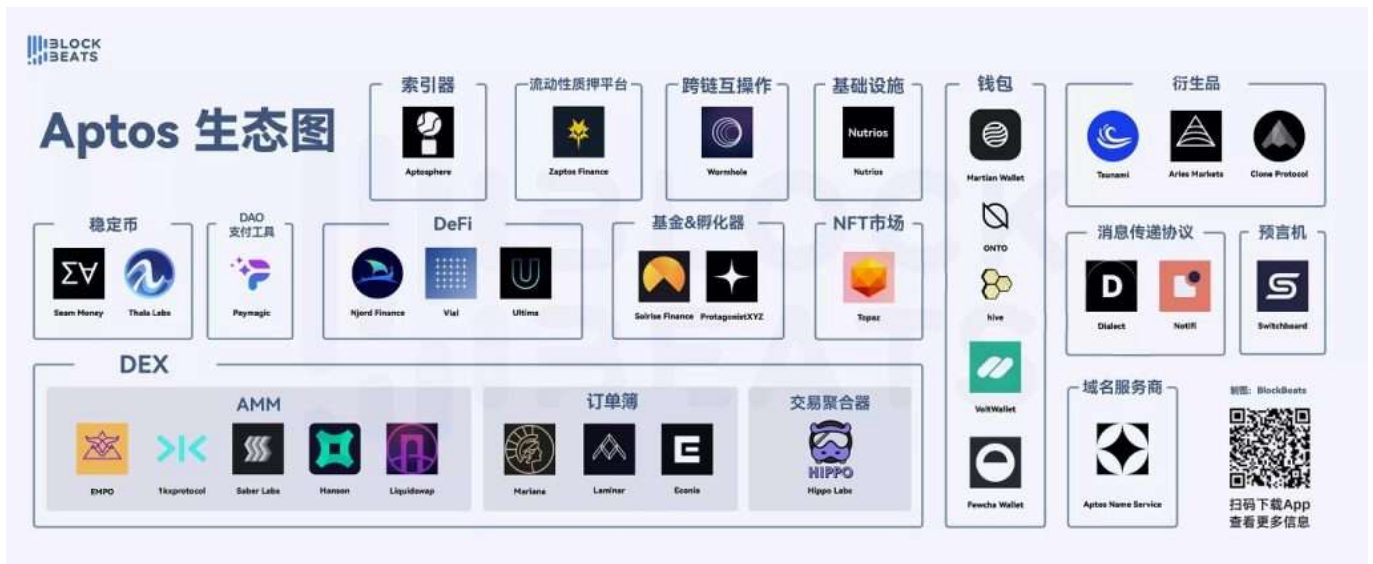 BLOCK
BEATS
Aptos 生态图
索引器
Aptosphere
流动性质押平台
Zaptos Finance
跨链互操作
Wormhole
基础设施
Nutrios
Nutrios
钱包
Martian Wallet
ONTO
hive
VoltWallet
Fewcha Wallet
衍生品
Tsunami
Aries Markets
Clone Protocol
稳定币
Seam Money
Thala Labs
DAO
支付工具
Paymagic
DeFi
Njord Finance
Vial
Ultima
基金&孵化器
Solrise Finance
ProtagonistXYZ
NFT市场
Topaz
消息传递协议
D
Dialect
Notifi
预言机
Switchboard
DEX
AMM
EMPO
1kxprotocol
Saber Labs
Hanson
Liquidswap
订单簿
Mariana
Laminar
Econia
交易聚合器
HIPPO
Hippo Labs
域名服务商
Aptos Name Service
制图：BlockBeats
扫码下载App
查看更多信息